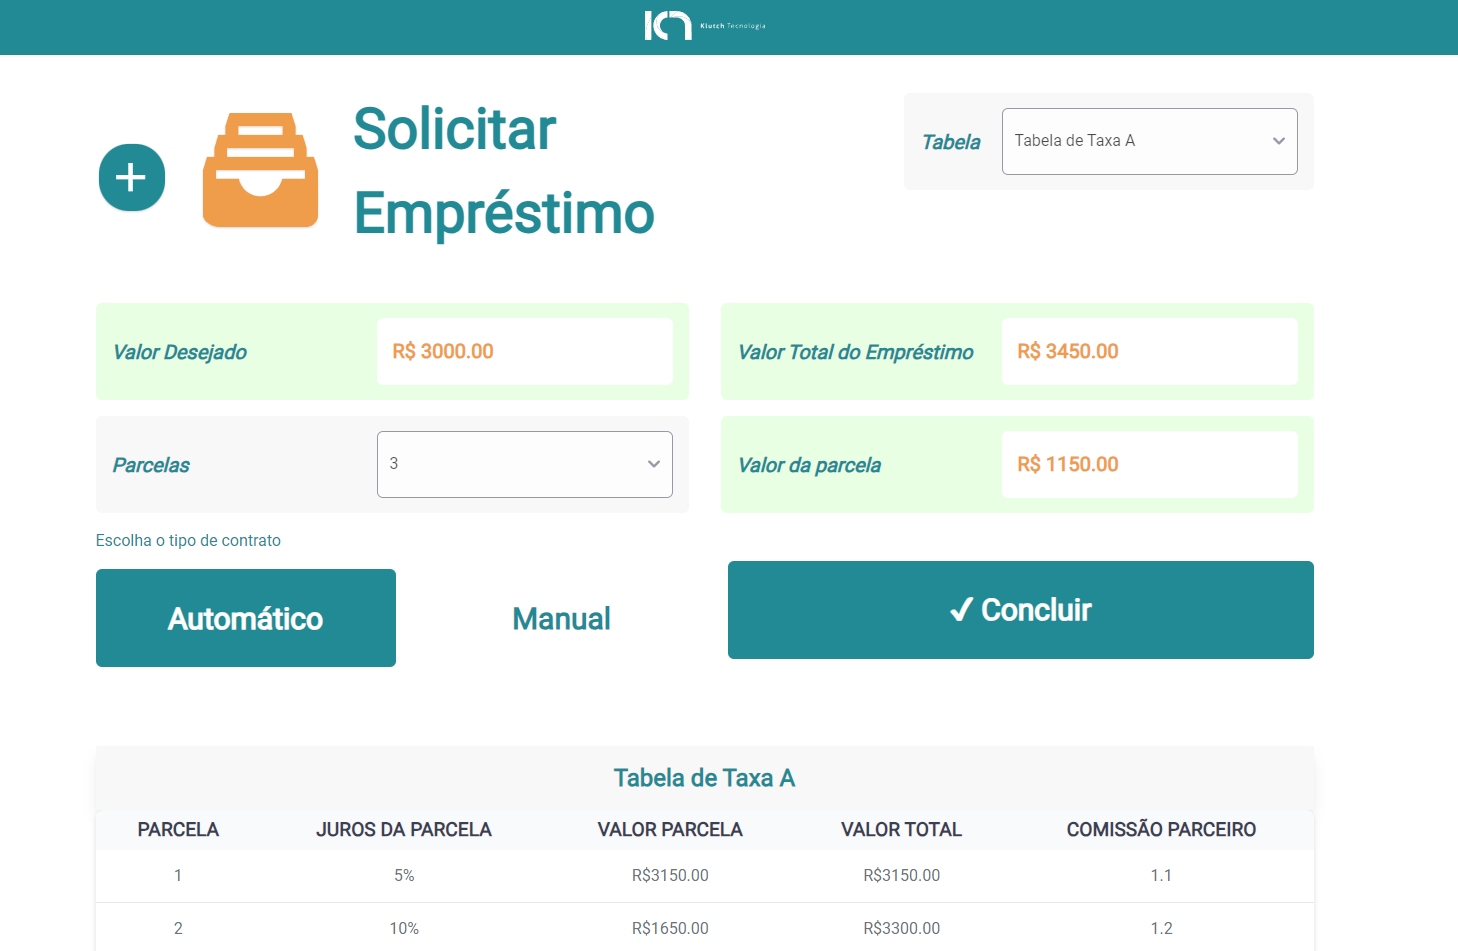 Klutch Tecnologia
Solicitar
Empréstimo
Tabela
Tabela de Taxa A
Valor Desejado
R$ 3000.00
Valor Total do Empréstimo
R$ 3450.00
Parcelas
3
Valor da parcela
R$ 1150.00
Escolha o tipo de contrato
Automático
Manual
✓ Concluir
Tabela de Taxa A
PARCELA JUROS DA PARCELA VALOR PARCELA VALOR TOTAL COMISSÃO PARCEIRO
1 5% R$3150.00 R$3150.00 1.1
2 10% R$1650.00 R$3300.00 1.2